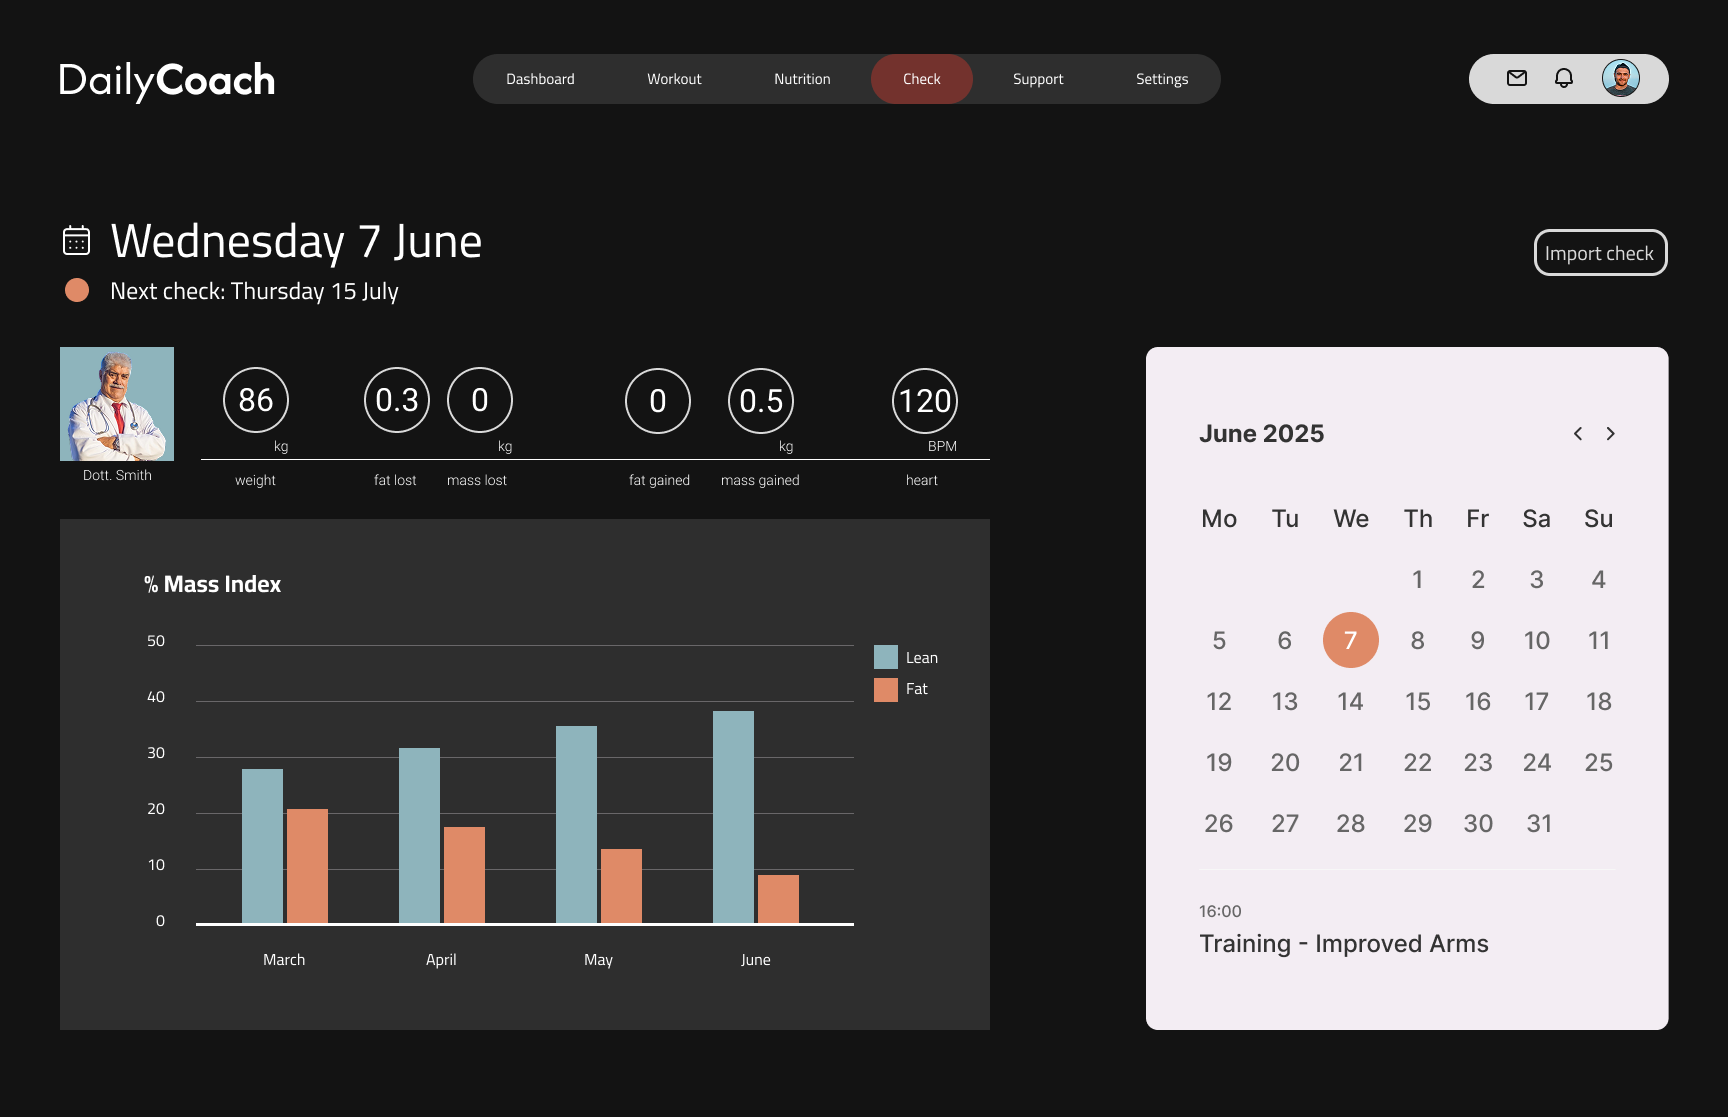 DailyCoach
Dashboard Workout Nutrition Check Support Settings
Wednesday 7 June
Next check: Thursday 15 July
Import check
86 0.3 0 0 0.5 120
kg kg kg BPM
Dott. Smith
weight fat lost mass lost fat gained mass gained heart
% Mass Index
50
40
30
20
10
0
March April May June
Lean
Fat
June 2025
Mo Tu We Th Fr Sa Su
1 2 3 4
5 6 7 8 9 10 11
12 13 14 15 16 17 18
19 20 21 22 23 24 25
26 27 28 29 30 31
16:00
Training - Improved Arms